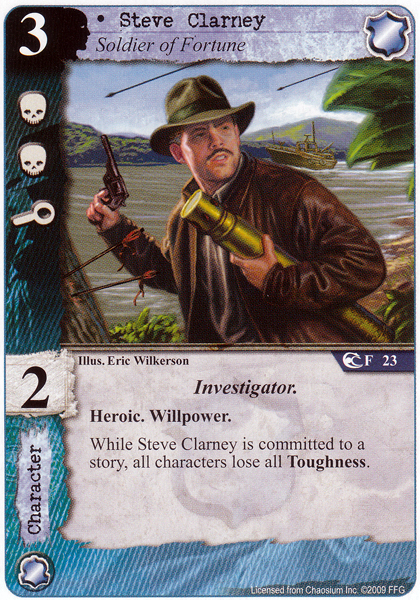 3
• Steve Clarney
Soldier of Fortune
Illus. Eric Wilkerson
F 23
2
Investigator.
Heroic. Willpower.
While Steve Clarney is committed to a
story, all characters lose all Toughness.
Character
Licensed from Chaosium Inc. ©2009 FFG